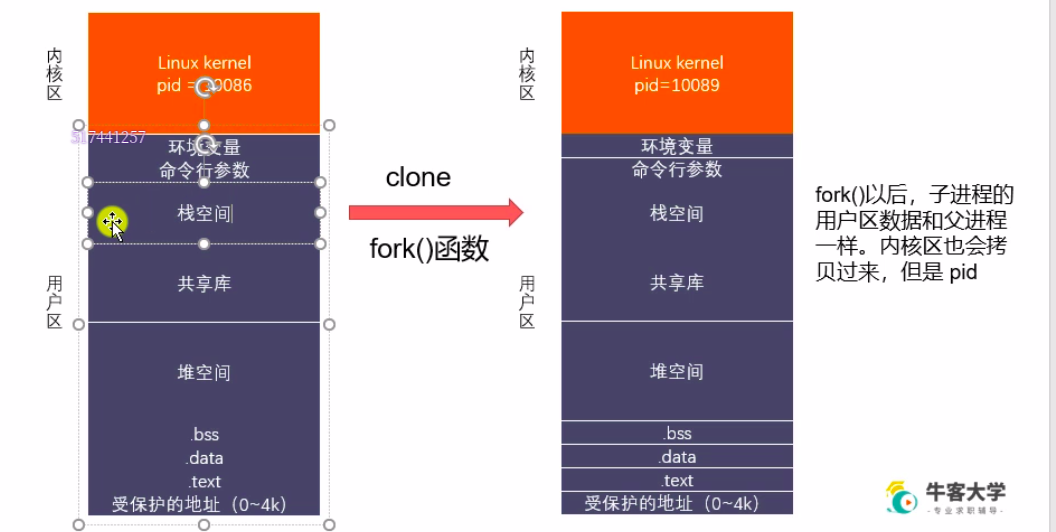 内核区
Linux kernel
pid = 10086
517441257
环境变量
命令行参数
栈空间
共享库
用户区
堆空间
.bss
.data
.text
受保护的地址（0~4k）
clone
fork()函数
内核区
Linux kernel
pid=10089
环境变量
命令行参数
栈空间
共享库
用户区
堆空间
.bss
.data
.text
受保护的地址（0~4k）
fork()以后，子进程的
用户区数据和父进程
一样。内核区也会拷
贝过来，但是 pid
牛客大学
-专业求职辅导-